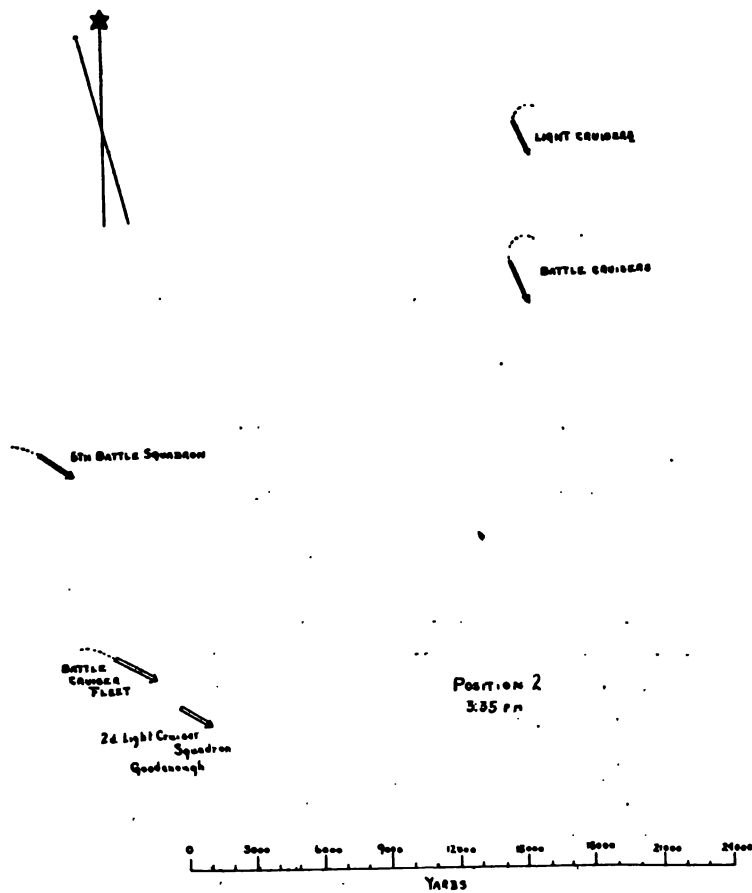 LIGHT CRUISERS
BATTLE CRUISERS
5TH BATTLE SQUADRON
BATTLE
CRUISER
FLEET
POSITION 2
3:35 PM
2d Light Cruiser
Squadron
Goodenough
0 3000 6000 9000 12000 15000 18000 21000 24000
YARDS